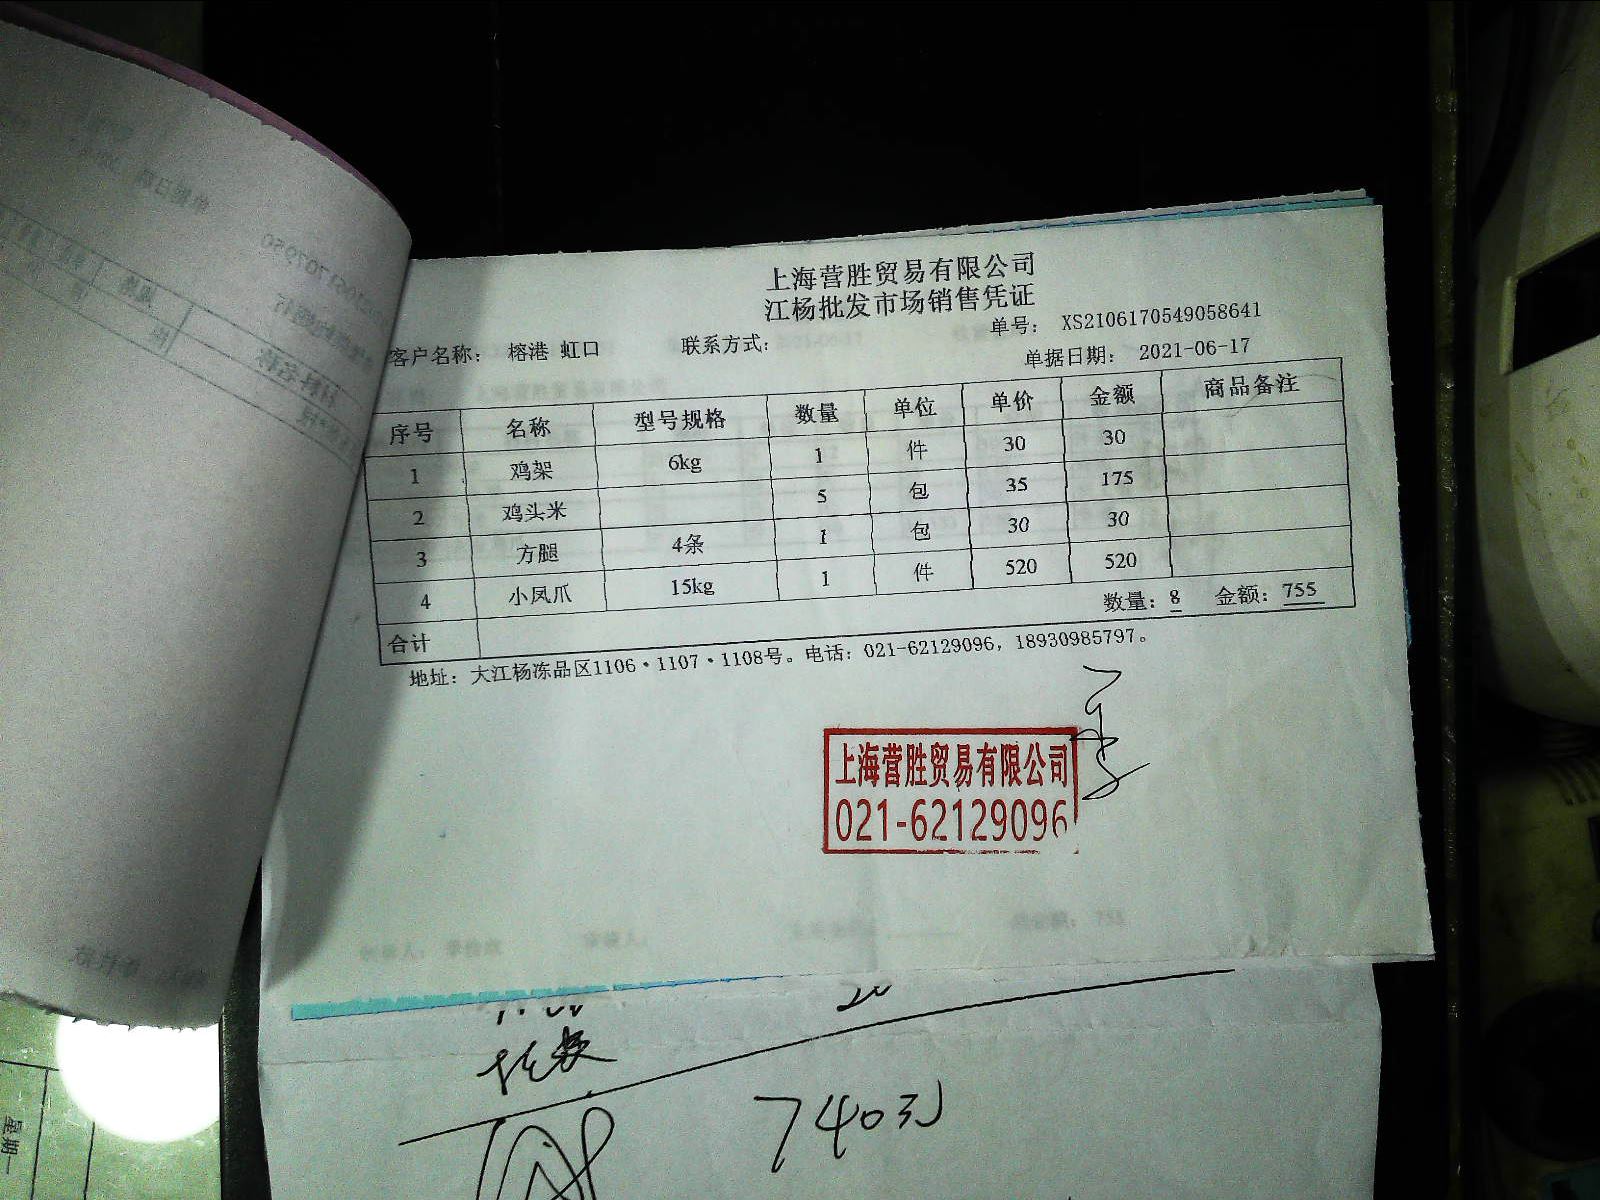 上海营胜贸易有限公司
江杨批发市场销售凭证
单号： XS2106170549058641
客户名称： 榕港 虹口 联系方式： 单据日期： 2021-06-17
序号 名称 型号规格 数量 单位 单价 金额 商品备注
1 鸡架 6kg 1 件 30 30
2 鸡头米 5 包 35 175
3 方腿 4条 1 包 30 30
4 小凤爪 15kg 1 件 520 520
合计 数量：8 金额：755
地址：大江杨冻品区1106·1107·1108号。电话：021-62129096，18930985797。
上海营胜贸易有限公司
021-62129096
740元
星期一